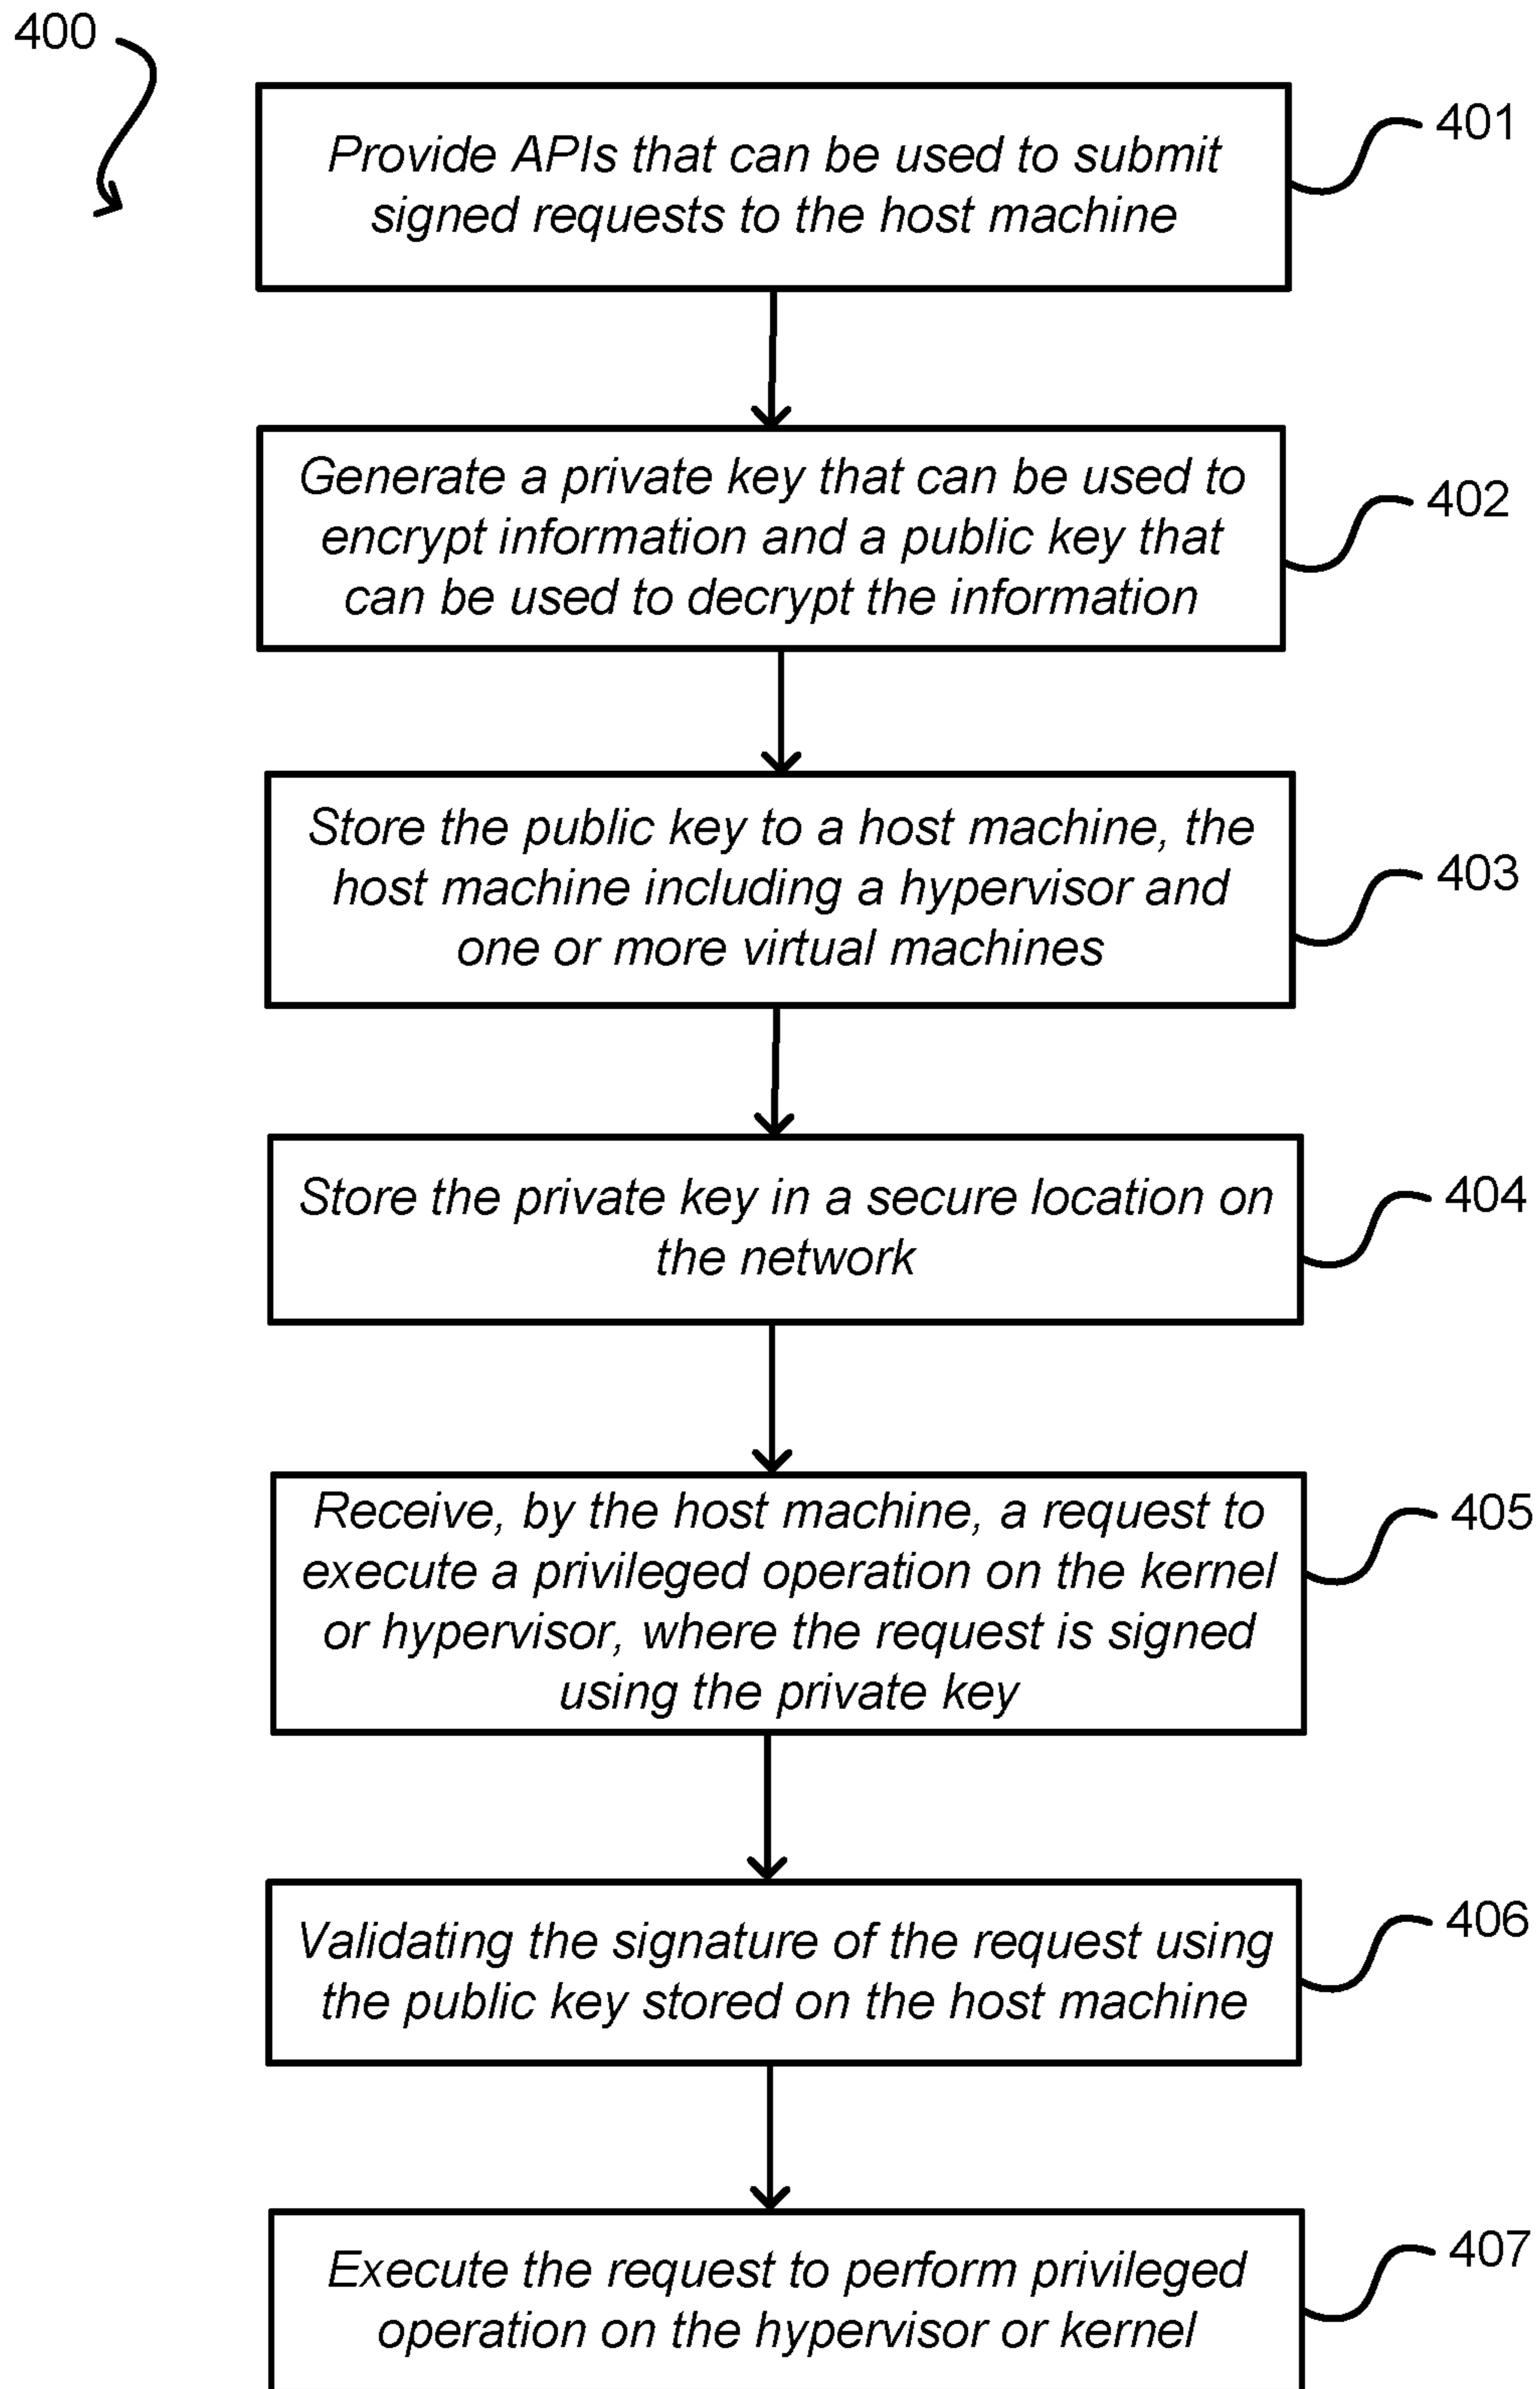 400
Provide APIs that can be used to submit
signed requests to the host machine
401
Generate a private key that can be used to
encrypt information and a public key that
can be used to decrypt the information
402
Store the public key to a host machine, the
host machine including a hypervisor and
one or more virtual machines
403
Store the private key in a secure location on
the network
404
Receive, by the host machine, a request to
execute a privileged operation on the kernel
or hypervisor, where the request is signed
using the private key
405
Validating the signature of the request using
the public key stored on the host machine
406
Execute the request to perform privileged
operation on the hypervisor or kernel
407